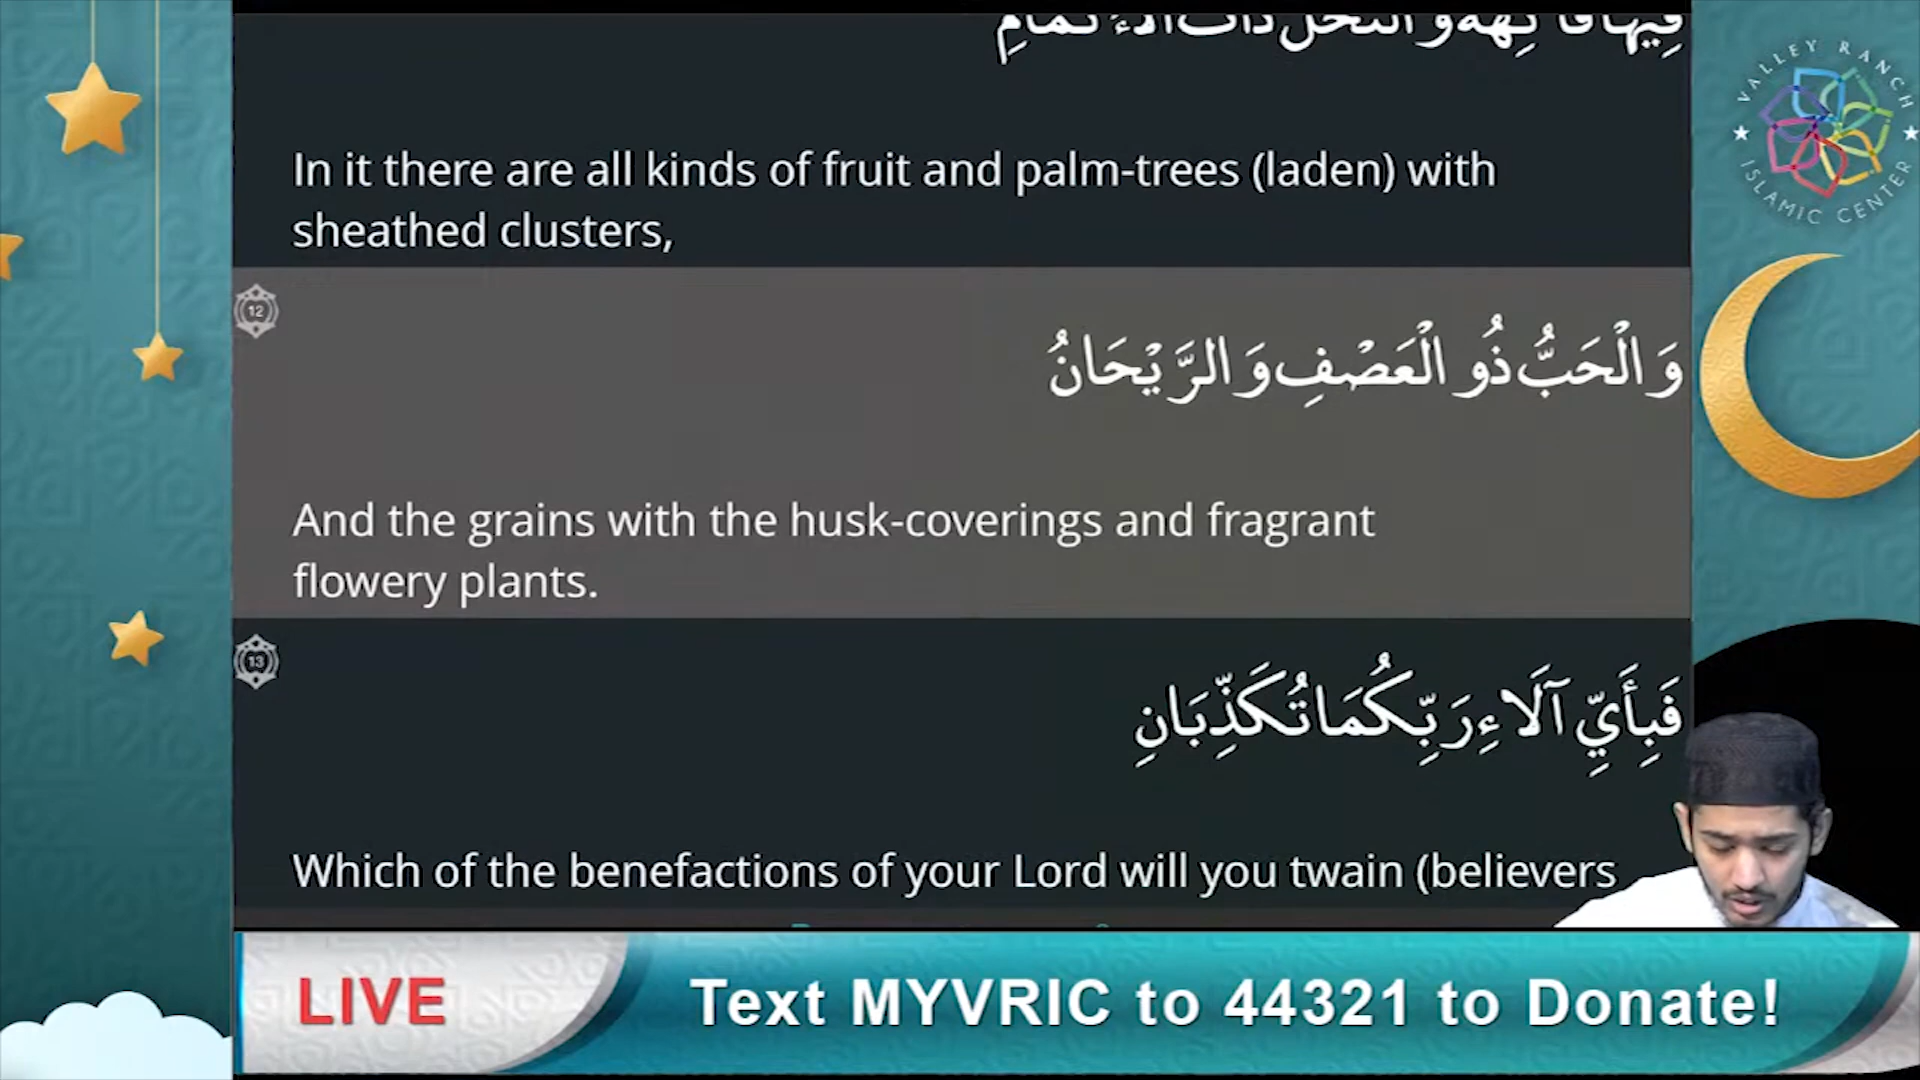 VALLEY RANCH
ISLAMIC CENTER
In it there are all kinds of fruit and palm-trees (laden) with
sheathed clusters,
12
وَالْحَبُّ ذُو الْعَصْفِ وَالرَّيْحَانُ
And the grains with the husk-coverings and fragrant
flowery plants.
13
فَبِأَيِّ آلَاءِ رَبِّكُمَا تُكَذِّبَانِ
Which of the benefactions of your Lord will you twain (believers
LIVE
Text MYVRIC to 44321 to Donate!